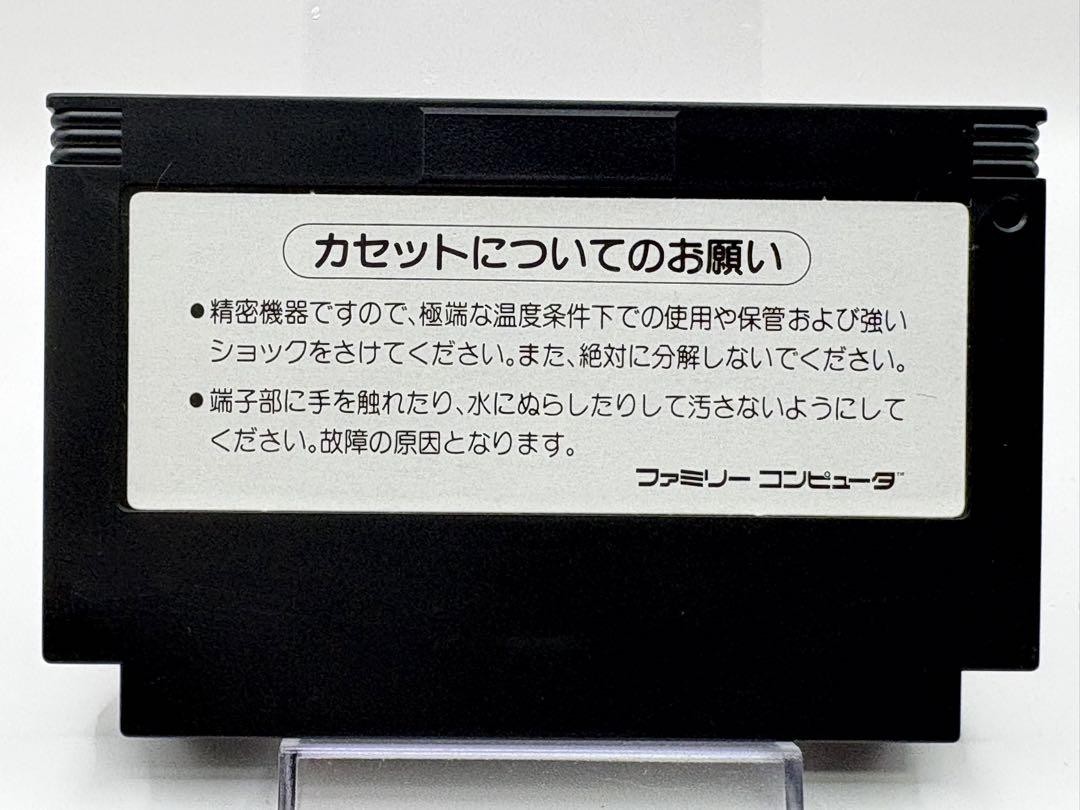 カセットについてのお願い
●精密機器ですので、極端な温度条件下での使用や保管および強い
ショックをさけてください。また、絶対に分解しないでください。
●端子部に手を触れたり、水にぬらしたりして汚さないようにして
ください。故障の原因となります。
ファミリー コンピュータ™